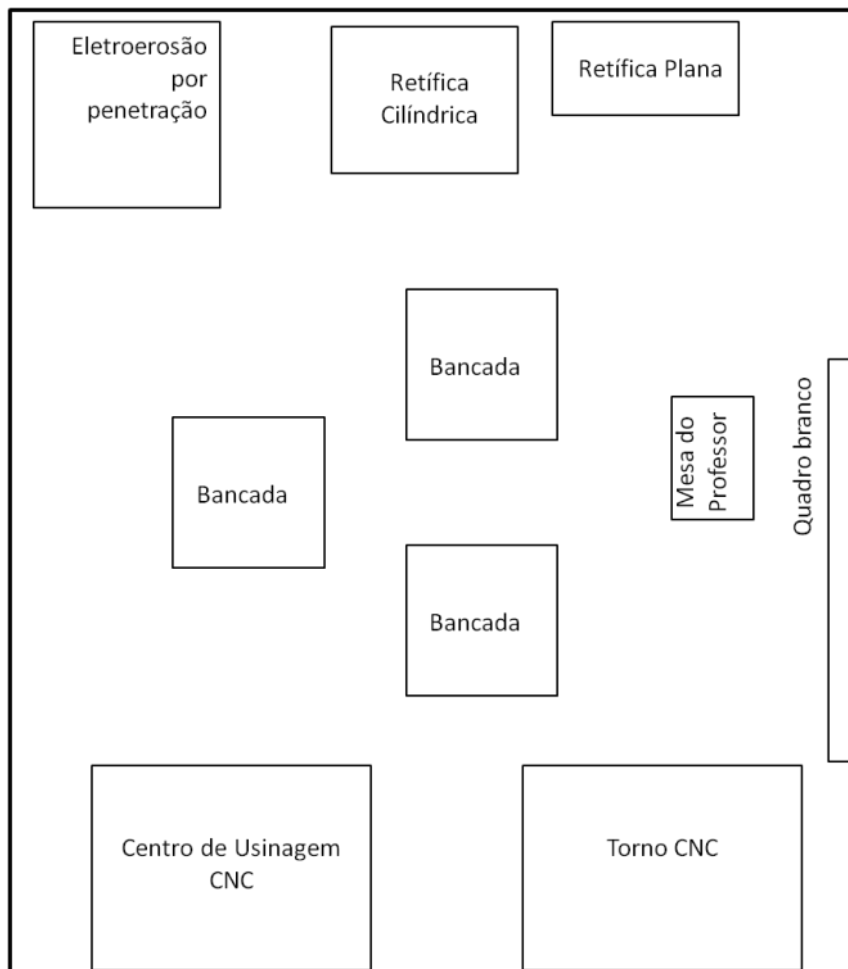 Eletroerosão
por
penetração
Retífica
Cilíndrica
Retífica Plana
Bancada
Bancada
Mesa do
Professor
Quadro branco
Bancada
Centro de Usinagem
CNC
Torno CNC